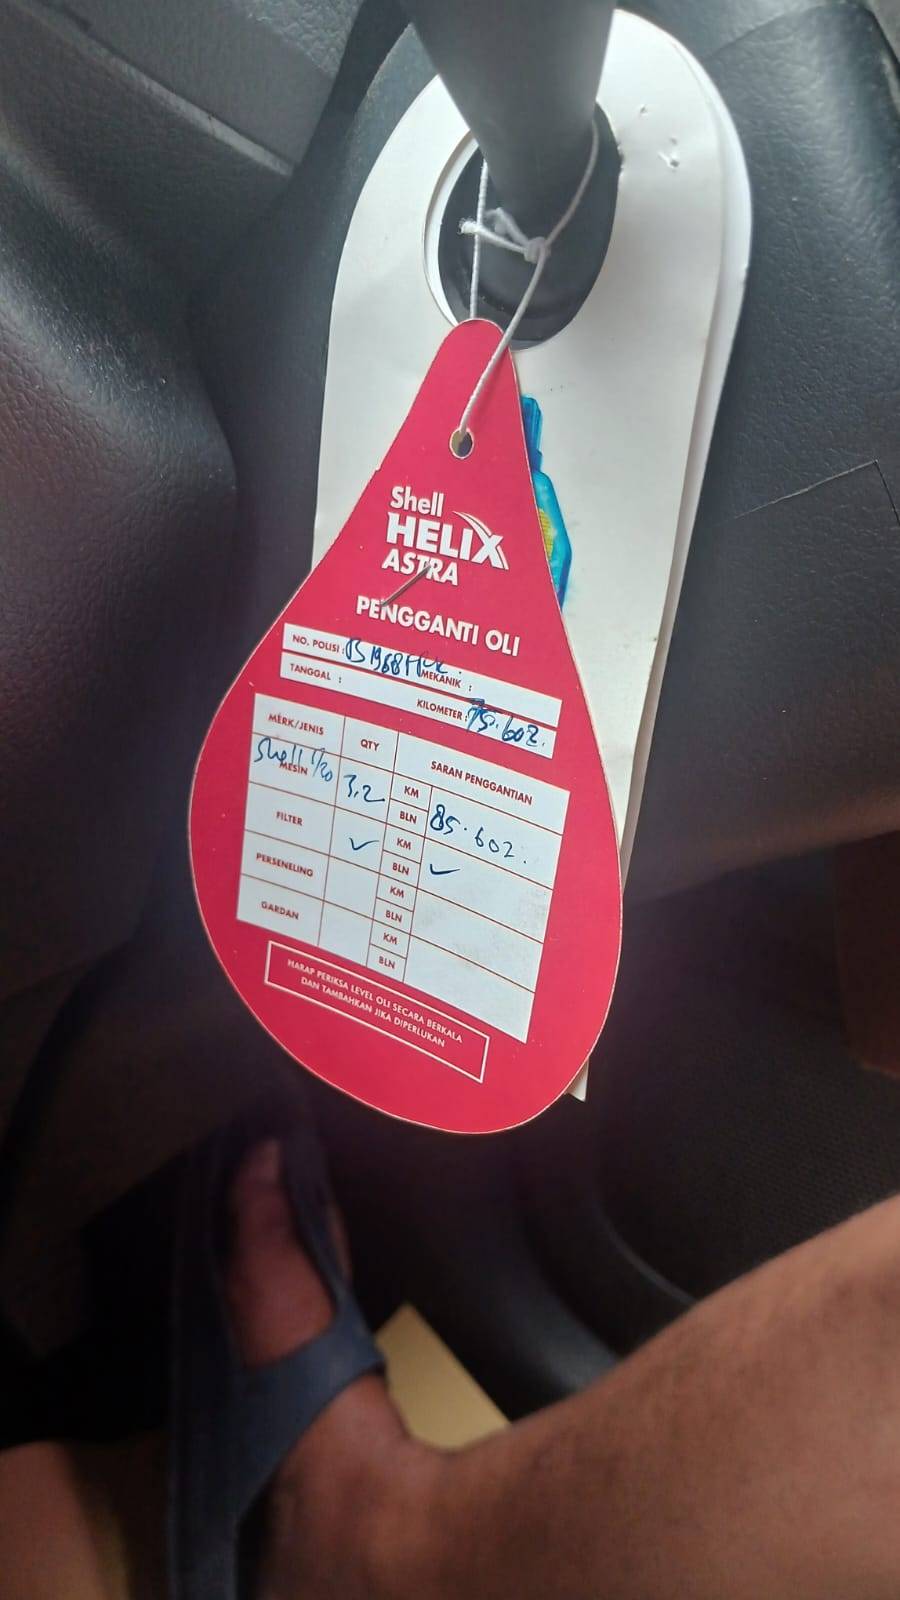 Shell
HELIX
ASTRA
PENGGANTI OLI
NO. POLISI : MEKANIK :
TANGGAL : KILOMETER : 75.602.
MERK/JENIS QTY SARAN PENGGANTIAN
Shell
MESIN 3.2 KM BLN 85.602.
FILTER ✓ KM BLN ✓
PERSENELING KM BLN
GARDAN KM BLN
HARAP PERIKSA LEVEL OLI SECARA BERKALA
DAN TAMBAHKAN JIKA DIPERLUKAN